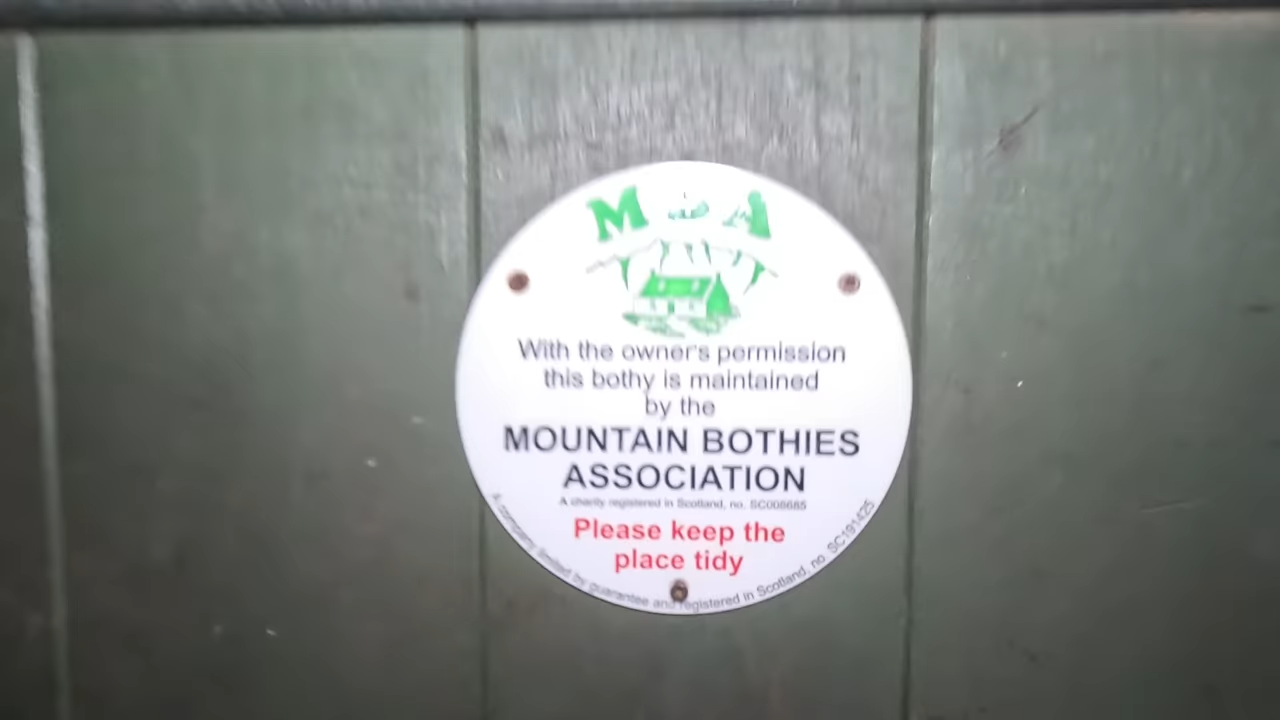 M B A
With the owner's permission
this bothy is maintained
by the
MOUNTAIN BOTHIES
ASSOCIATION
A charity registered in Scotland, no. SC008685
Please keep the
place tidy
A company limited by guarantee and registered in Scotland, no. SC191425